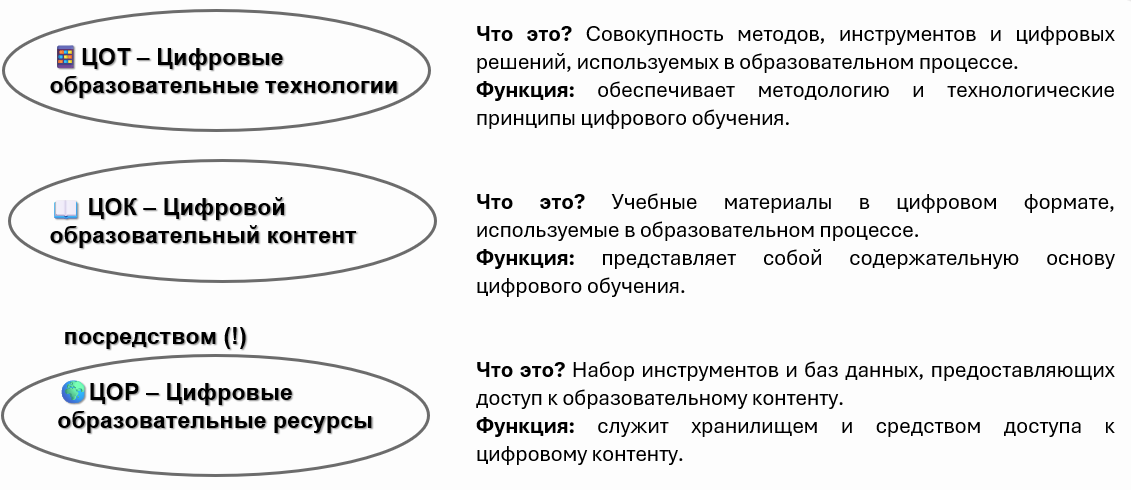 ЦОТ – Цифровые
образовательные технологии
Что это? Совокупность методов, инструментов и цифровых
решений, используемых в образовательном процессе.
Функция: обеспечивает методологию и технологические
принципы цифрового обучения.
ЦОК – Цифровой
образовательный контент
Что это? Учебные материалы в цифровом формате,
используемые в образовательном процессе.
Функция: представляет собой содержательную основу
цифрового обучения.
посредством (!)
ЦОР – Цифровые
образовательные ресурсы
Что это? Набор инструментов и баз данных, предоставляющих
доступ к образовательному контенту.
Функция: служит хранилищем и средством доступа к
цифровому контенту.